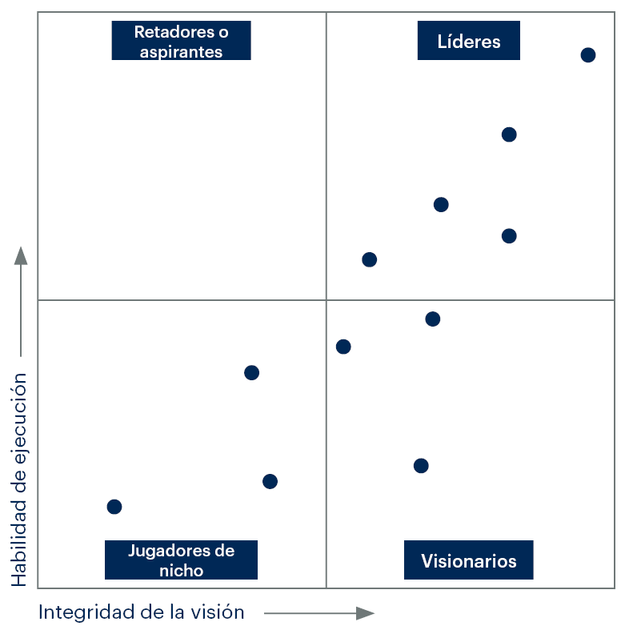 Retadores o
aspirantes
Líderes
Habilidad de ejecución
Jugadores de
nicho
Visionarios
Integridad de la visión